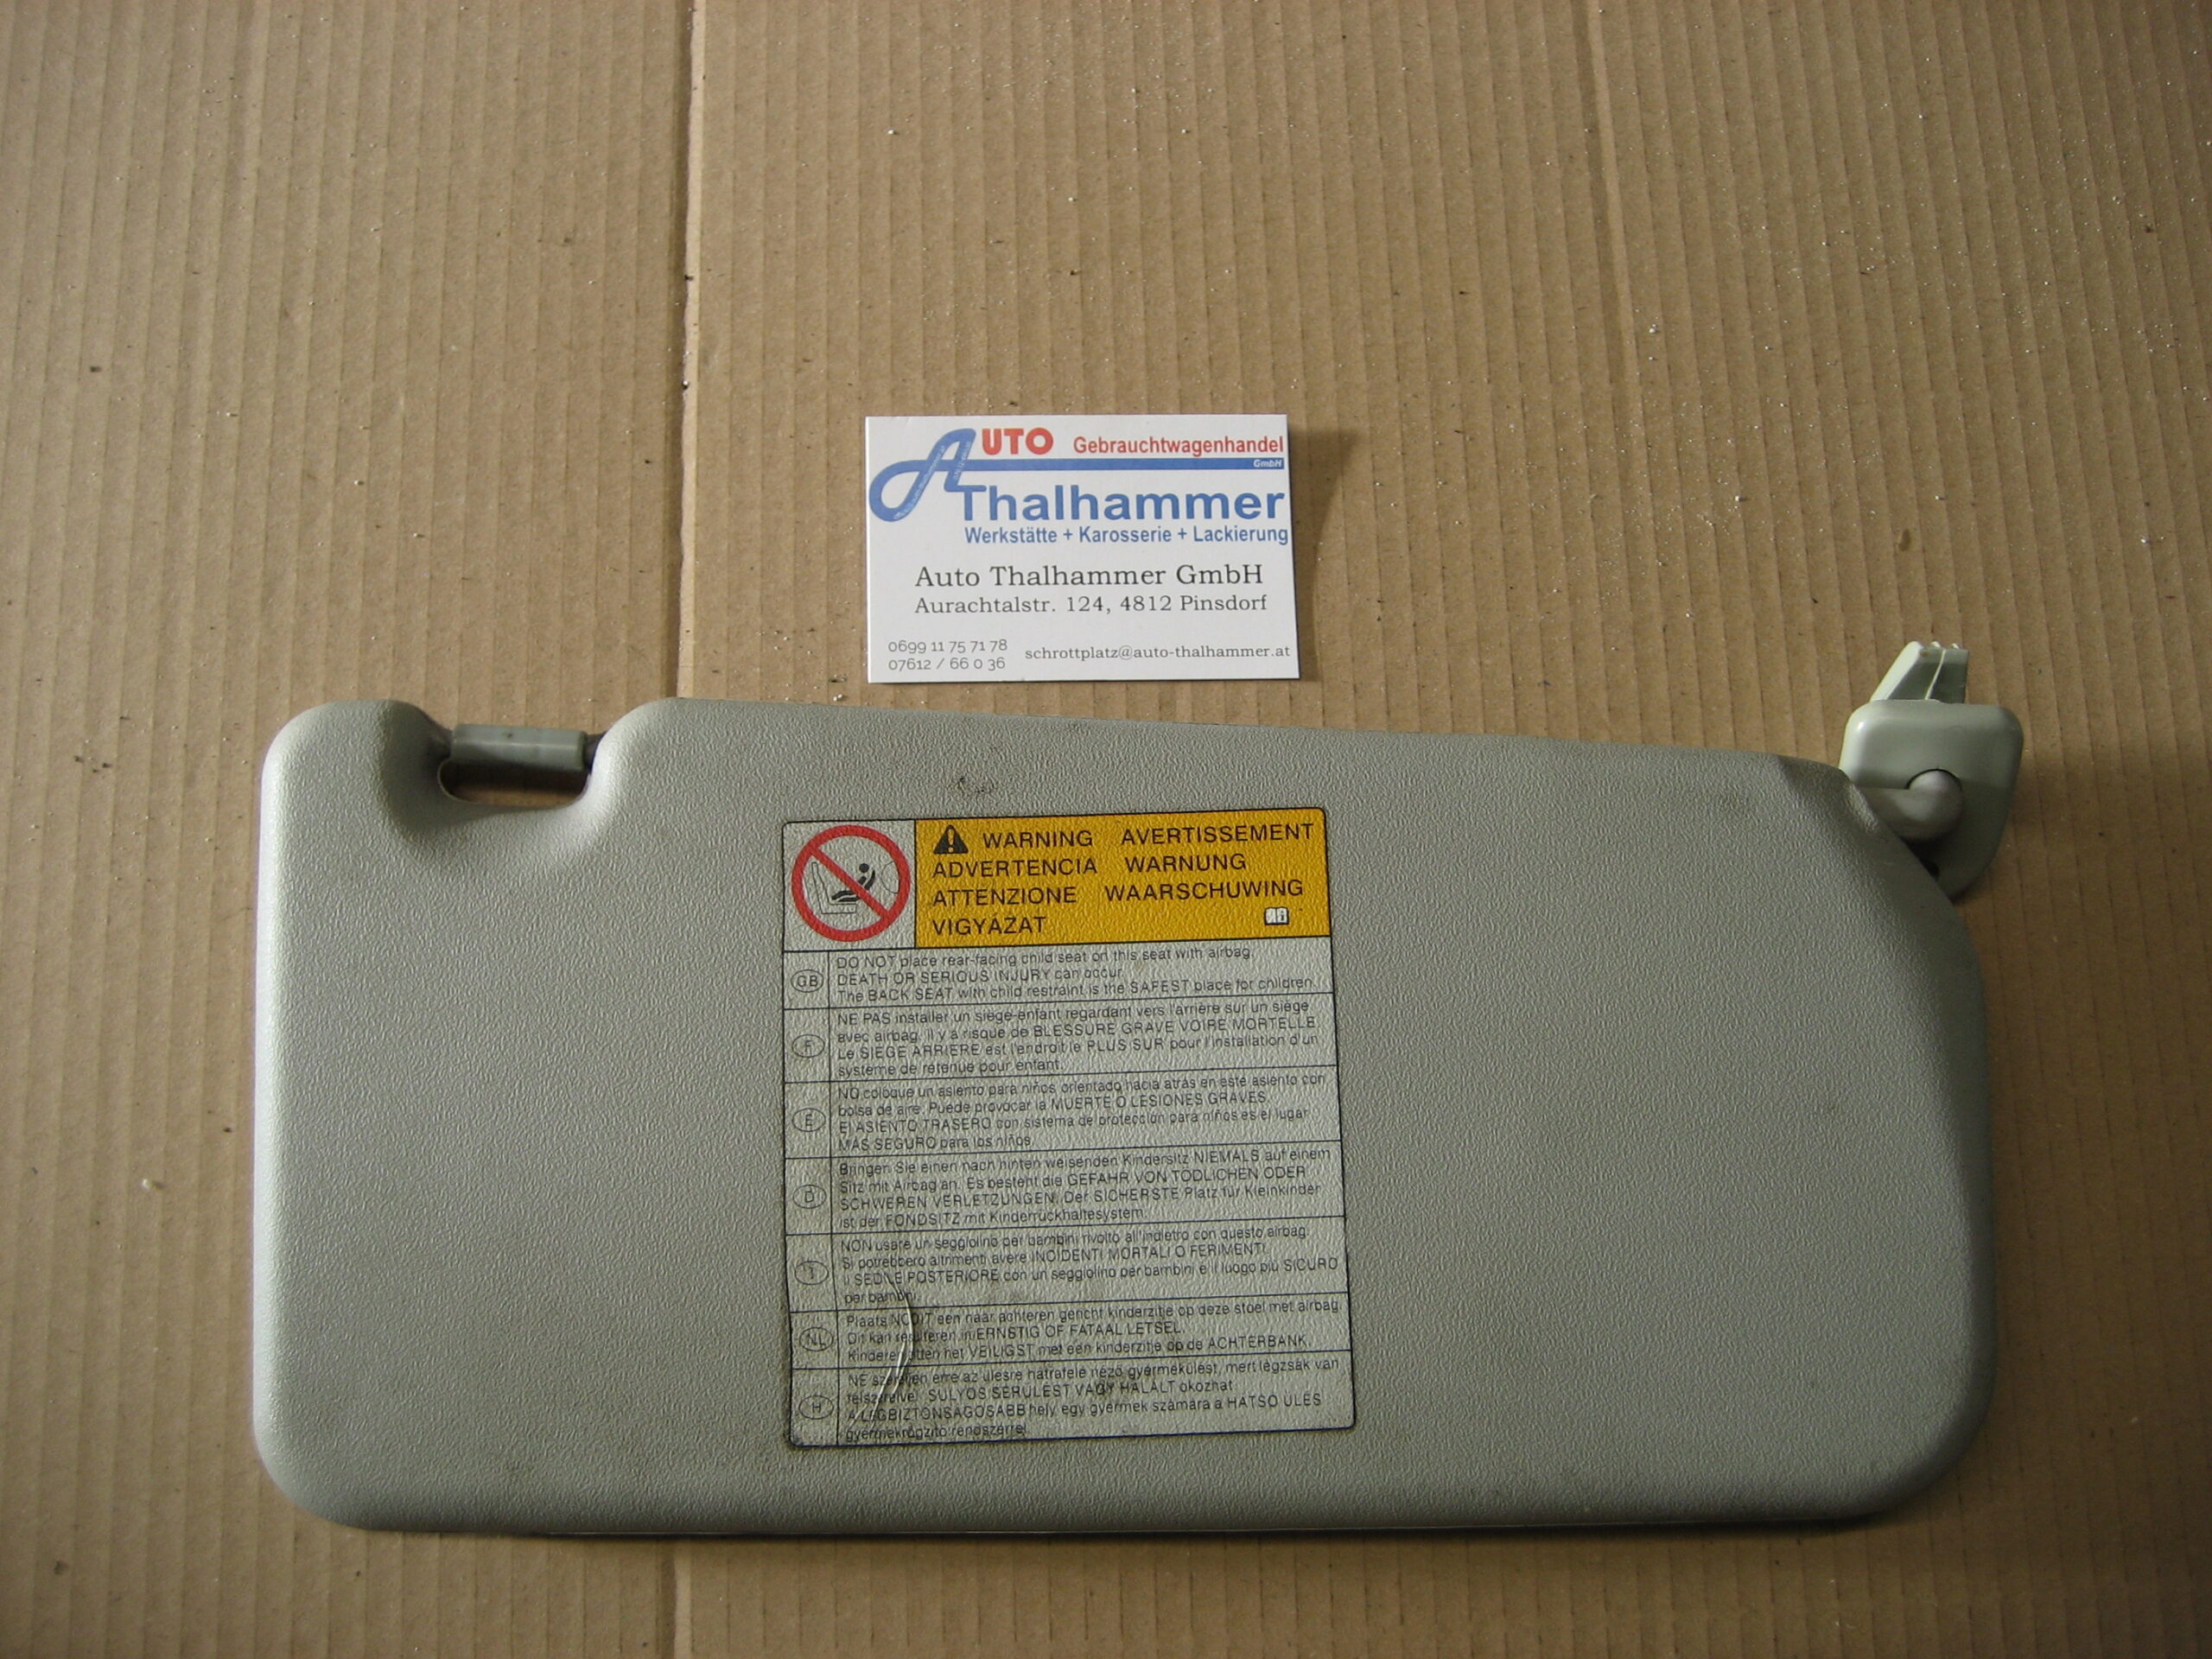 AUTO Gebrauchtwagenhandel
GmbH
Thalhammer
Werkstätte + Karosserie + Lackierung
Auto Thalhammer GmbH
Aurachtalstr. 124, 4812 Pinsdorf
0699 11 75 71 78
07612 / 66 0 36
schrottplatz@auto-thalhammer.at
WARNING AVERTISSEMENT
ADVERTENCIA WARNUNG
ATTENZIONE WAARSCHUWING
VIGYÁZAT
GB
DO NOT place rear-facing child seat on this seat with airbag.
DEATH OR SERIOUS INJURY can occur.
The BACK SEAT with child restraint is the SAFEST place for children.
F
NE PAS installer un siège-enfant regardant vers l'arrière sur un siège
avec airbag, il y a risque de BLESSURE GRAVE VOIRE MORTELLE
Le SIEGE ARRIERE est l'endroit le PLUS SUR pour l'installation d'un
système de retenue pour enfant.
E
NO coloque un asiento para niños orientado hacia atrás en este asiento con
bolsa de aire. Puede provocar la MUERTE O LESIONES GRAVES.
El ASIENTO TRASERO con sistema de protección para niños es el lugar
MAS SEGURO para los niños.
D
Bringen Sie einen nach hinten weisenden Kindersitz NIEMALS auf einem
Sitz mit Airbag an. Es besteht die GEFAHR VON TÖDLICHEN ODER
SCHWEREN VERLETZUNGEN. Der SICHERSTE Platz für Kleinkinder
ist der FONDSITZ mit Kinderrückhaltesystem.
I
NON usare un seggiolino per bambini rivolto all'indietro con questo airbag.
Si potrebbero altrimenti avere INCIDENTI MORTALI O FERIMENTI.
Il SEDILE POSTERIORE con un seggiolino per bambini è il luogo più SICURO
per bambini.
NL
Plaats NOOIT een naar achteren gericht kinderzitje op deze stoel met airbag.
Dit kan resulteren in ERNSTIG OF FATAAL LETSEL.
Kinderen zitten het VEILIGST met een kinderzitje op de ACHTERBANK.
H
NE szereljen erre az ülésre hátrafelé néző gyermekülést, mert légzsák van
felszerelve! SÚLYOS SÉRÜLÉST VAGY HALÁLT okozhat.
A LEGBIZTONSÁGOSABB hely egy gyermek számára a HÁTSÓ ÜLÉS
gyermekrögzítő rendszerrel.